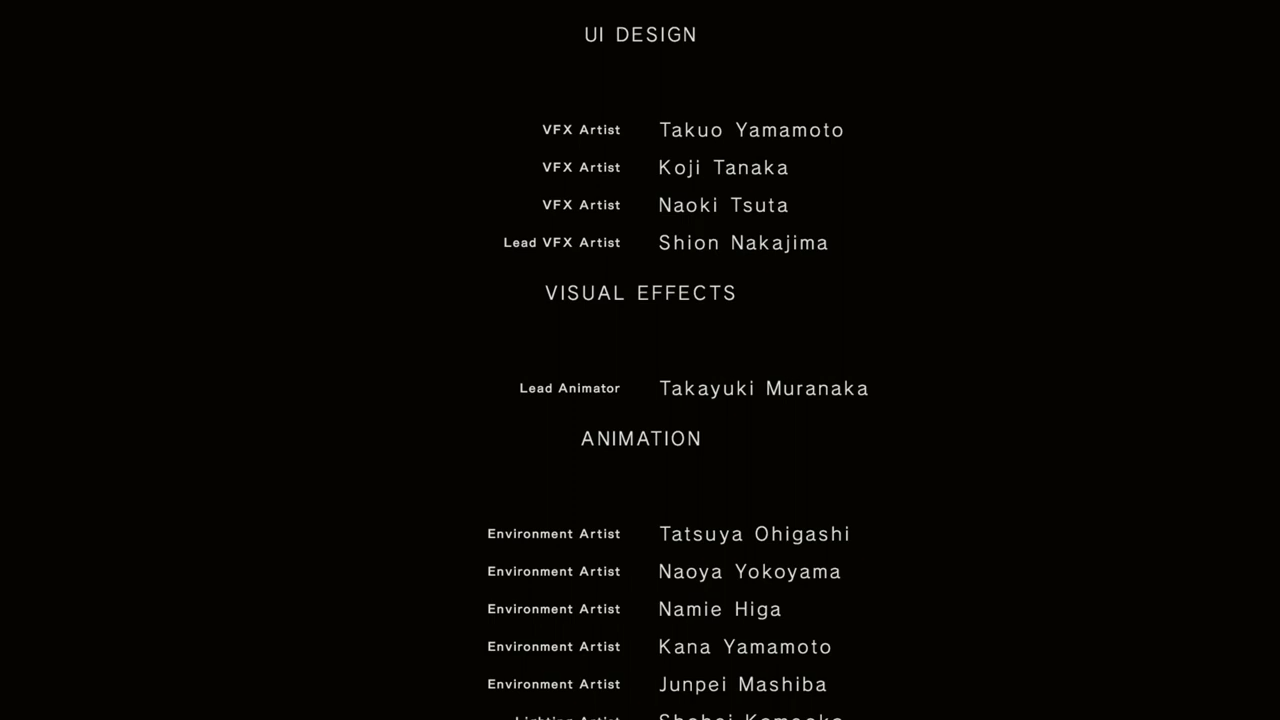 UI DESIGN
VFX Artist Takuo Yamamoto
VFX Artist Koji Tanaka
VFX Artist Naoki Tsuta
Lead VFX Artist Shion Nakajima
VISUAL EFFECTS
Lead Animator Takayuki Muranaka
ANIMATION
Environment Artist Tatsuya Ohigashi
Environment Artist Naoya Yokoyama
Environment Artist Namie Higa
Environment Artist Kana Yamamoto
Environment Artist Junpei Mashiba